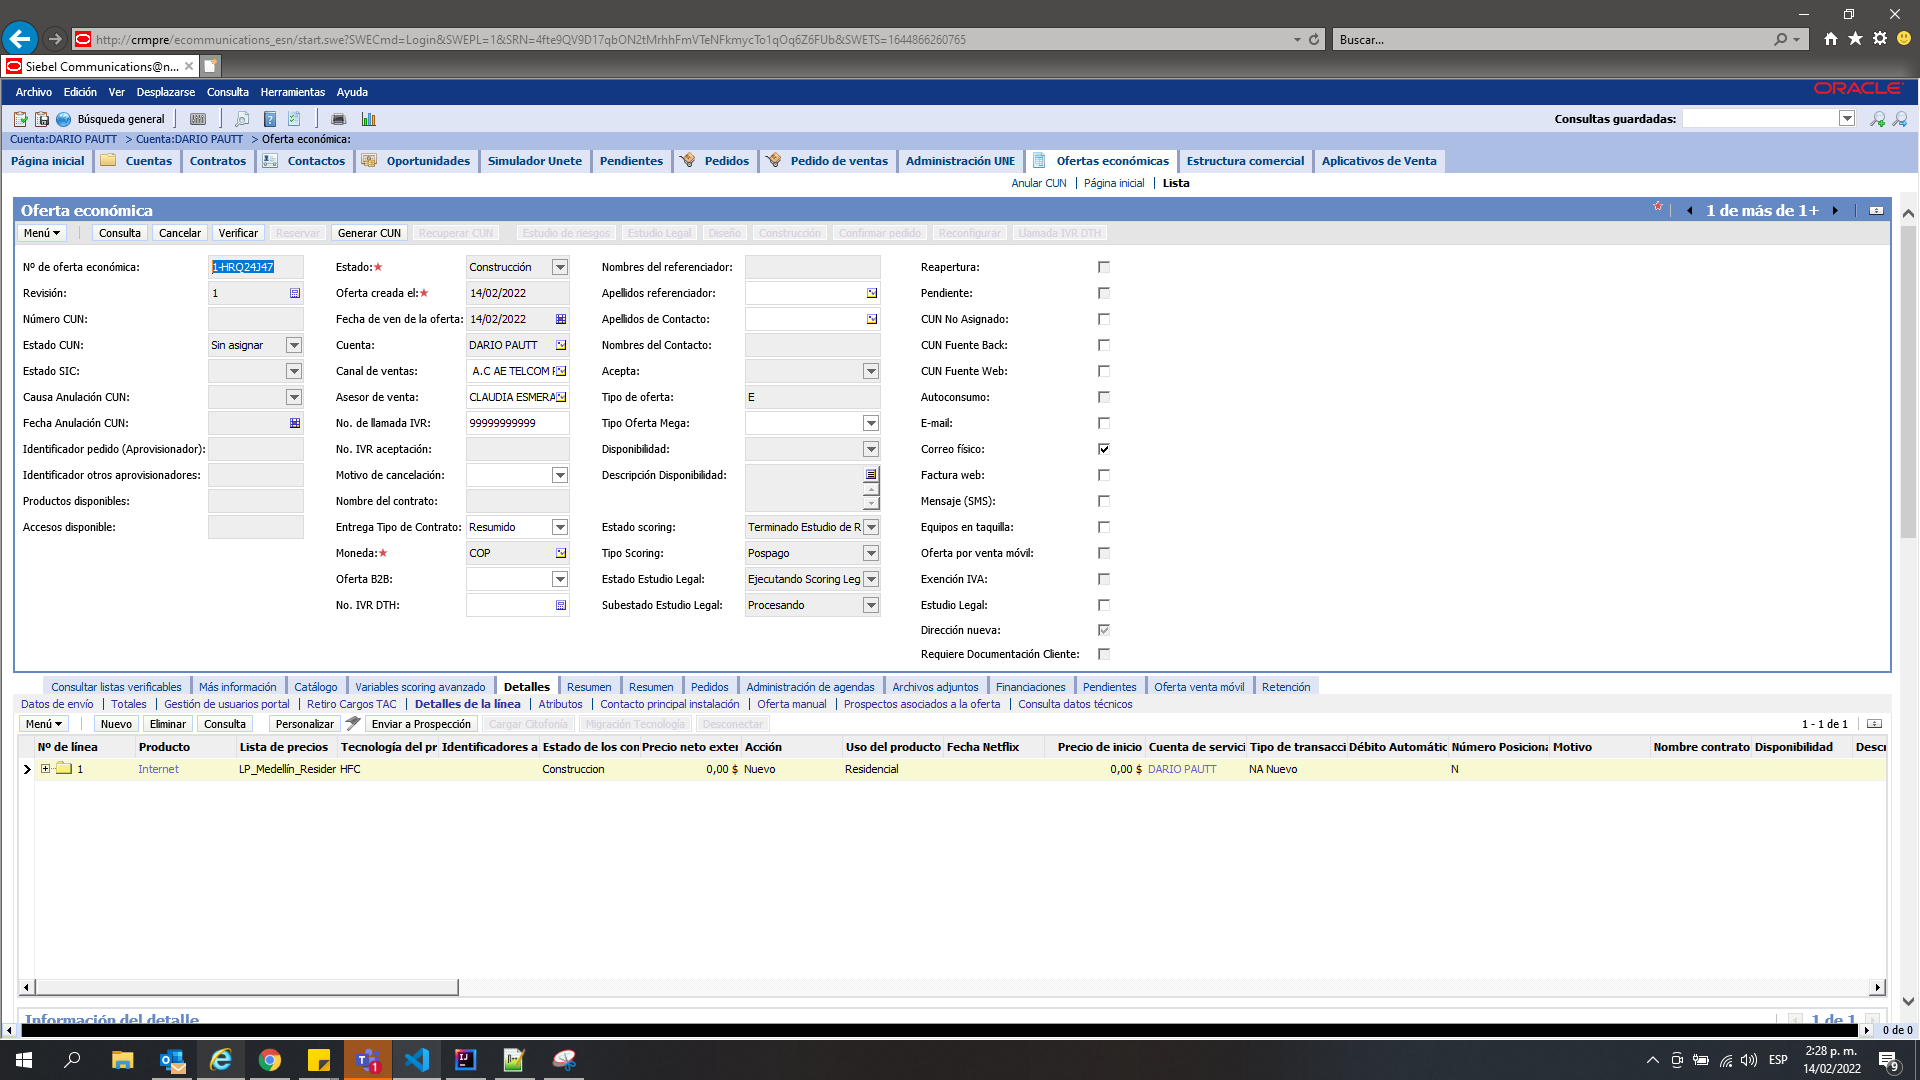 http://crmpre/ecommunications_esn/start.swe?SWECmd=Login&SWEPL=1&SRN=4fte9QV9D17qbON2tMrhhFmVTeNFkmycTo1qOq6Z6FUb&SWETS=1644866260765
Buscar...
Siebel Communications@n...
Archivo Edición Ver Desplazarse Consulta Herramientas Ayuda
ORACLE
Búsqueda general
Consultas guardadas:
Cuenta:DARIO PAUTT > Cuenta:DARIO PAUTT > Oferta económica:
Página inicial Cuentas Contratos Contactos Oportunidades Simulador Unete Pendientes Pedidos Pedido de ventas Administración UNE Ofertas económicas Estructura comercial Aplicativos de Venta
Anular CUN | Página inicial | Lista
Oferta económica
1 de más de 1+
Menú Consulta Cancelar Verificar Reservar Generar CUN Recuperar CUN Estudio de riesgos Estudio Legal Diseño Construcción Confirmar pedido Reconfigurar Llamada IVR DTH
Nº de oferta económica: 1-HRQ24J47 Estado:★ Construcción Nombres del referenciador: Reapertura:
Revisión: 1 Oferta creada el:★ 14/02/2022 Apellidos referenciador: Pendiente:
Número CUN: Fecha de ven de la oferta: 14/02/2022 Apellidos de Contacto: CUN No Asignado:
Estado CUN: Sin asignar Cuenta: DARIO PAUTT Nombres del Contacto: CUN Fuente Back:
Estado SIC: Canal de ventas: A.C AE TELCOM F Acepta: CUN Fuente Web:
Causa Anulación CUN: Asesor de venta: CLAUDIA ESMERA Tipo de oferta: E Autoconsumo:
Fecha Anulación CUN: No. de llamada IVR: 99999999999 Tipo Oferta Mega: E-mail:
Identificador pedido (Aprovisionador): No. IVR aceptación: Disponibilidad: Correo físico:
Identificador otros aprovisionadores: Motivo de cancelación: Descripción Disponibilidad: Factura web:
Productos disponibles: Nombre del contrato: Mensaje (SMS):
Accesos disponible: Entrega Tipo de Contrato: Resumido Estado scoring: Terminado Estudio de R Equipos en taquilla:
Moneda:★ COP Tipo Scoring: Pospago Oferta por venta móvil:
Oferta B2B: Estado Estudio Legal: Ejecutando Scoring Leg Exención IVA:
No. IVR DTH: Subestado Estudio Legal: Procesando Estudio Legal:
Dirección nueva:
Requiere Documentación Cliente:
Consultar listas verificables Más información Catálogo Variables scoring avanzado Detalles Resumen Resumen Pedidos Administración de agendas Archivos adjuntos Financiaciones Pendientes Oferta venta móvil Retención
Datos de envío | Totales | Gestión de usuarios portal | Retiro Cargos TAC | Detalles de la línea | Atributos | Contacto principal instalación | Oferta manual | Prospectos asociados a la oferta | Consulta datos técnicos
Menú Nuevo Eliminar Consulta Personalizar Enviar a Prospección Cargar Citofonía Migración Tecnología Desconectar 1 - 1 de 1
Nº de línea Producto Lista de precios Tecnología del pr Identificadores a Estado de los con Precio neto exter Acción Uso del producto Fecha Netflix Precio de inicio Cuenta de servici Tipo de transacci Débito Automátic Número Posiciona Motivo Nombre contrato Disponibilidad Descr
1 Internet LP_Medellín_Resider HFC Construccion 0,00 $ Nuevo Residencial 0,00 $ DARIO PAUTT NA Nuevo N
Información del detalle 1 de 1
0 de 0
ESP
2:28 p. m.
14/02/2022
1
9